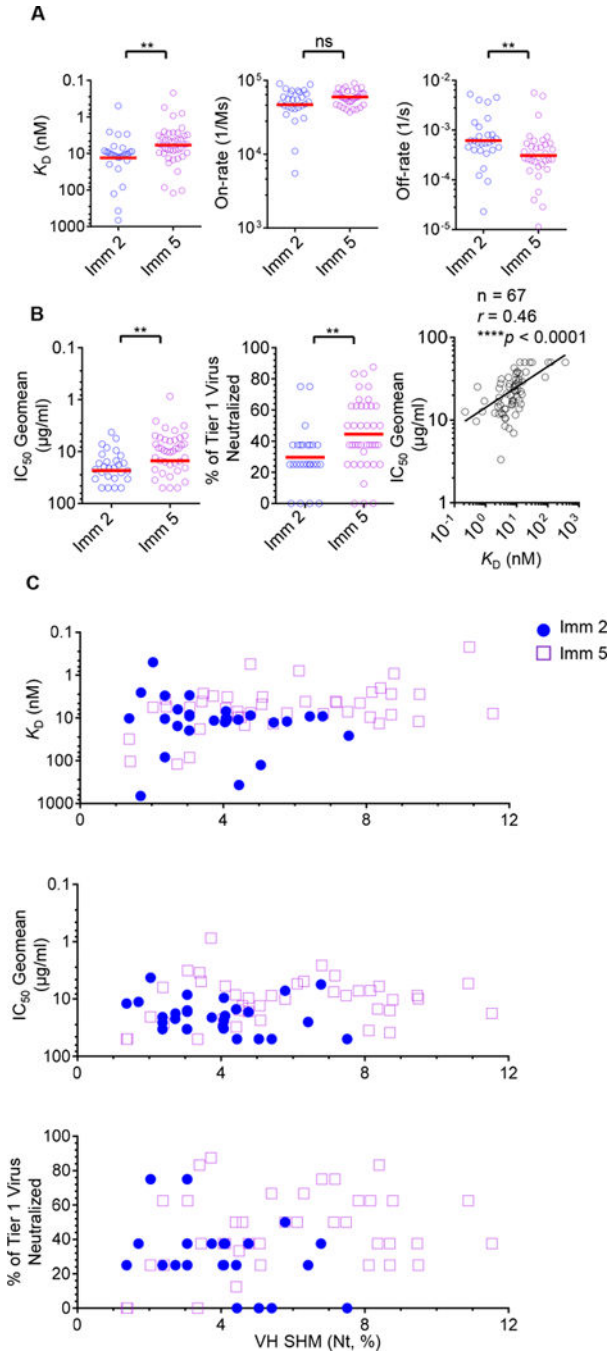 A
** ns **
0.1 1 10 100 1000
K_D (nM)
Imm 2 Imm 5
10^5 10^4 10^3
On-rate (1/Ms)
Imm 2 Imm 5
10^-2 10^-3 10^-4 10^-5
Off-rate (1/s)
Imm 2 Imm 5
B
** **
n = 67
r = 0.46
****p < 0.0001
0.1 1 10 100
IC50 Geomean
(µg/ml)
Imm 2 Imm 5
100 80 60 40 20 0
% of Tier 1 Virus
Neutralized
Imm 2 Imm 5
100 10 1
IC50 Geomean
(µg/ml)
10^-1 10^0 10^1 10^2 10^3
K_D (nM)
C
Imm 2
Imm 5
0.1 1 10 100 1000
K_D (nM)
0 4 8 12
0.1 1 10 100
IC50 Geomean
(µg/ml)
0 4 8 12
80 60 40 20 0
% of Tier 1 Virus
Neutralized
0 4 8 12
VH SHM (Nt, %)